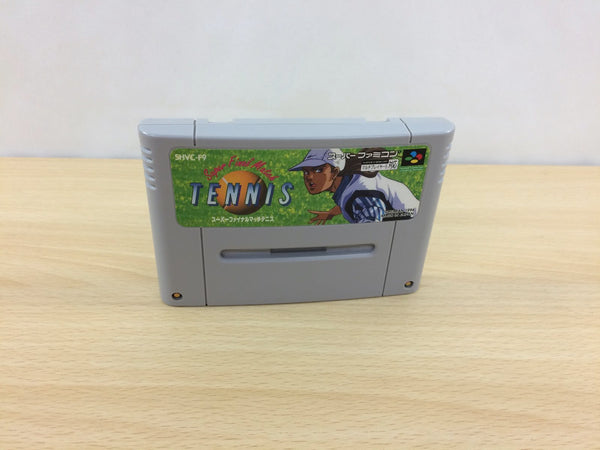 SHVC-F9
Super Final Match
TENNIS
スーパーファイナルマッチテニス
スーパーファミコン